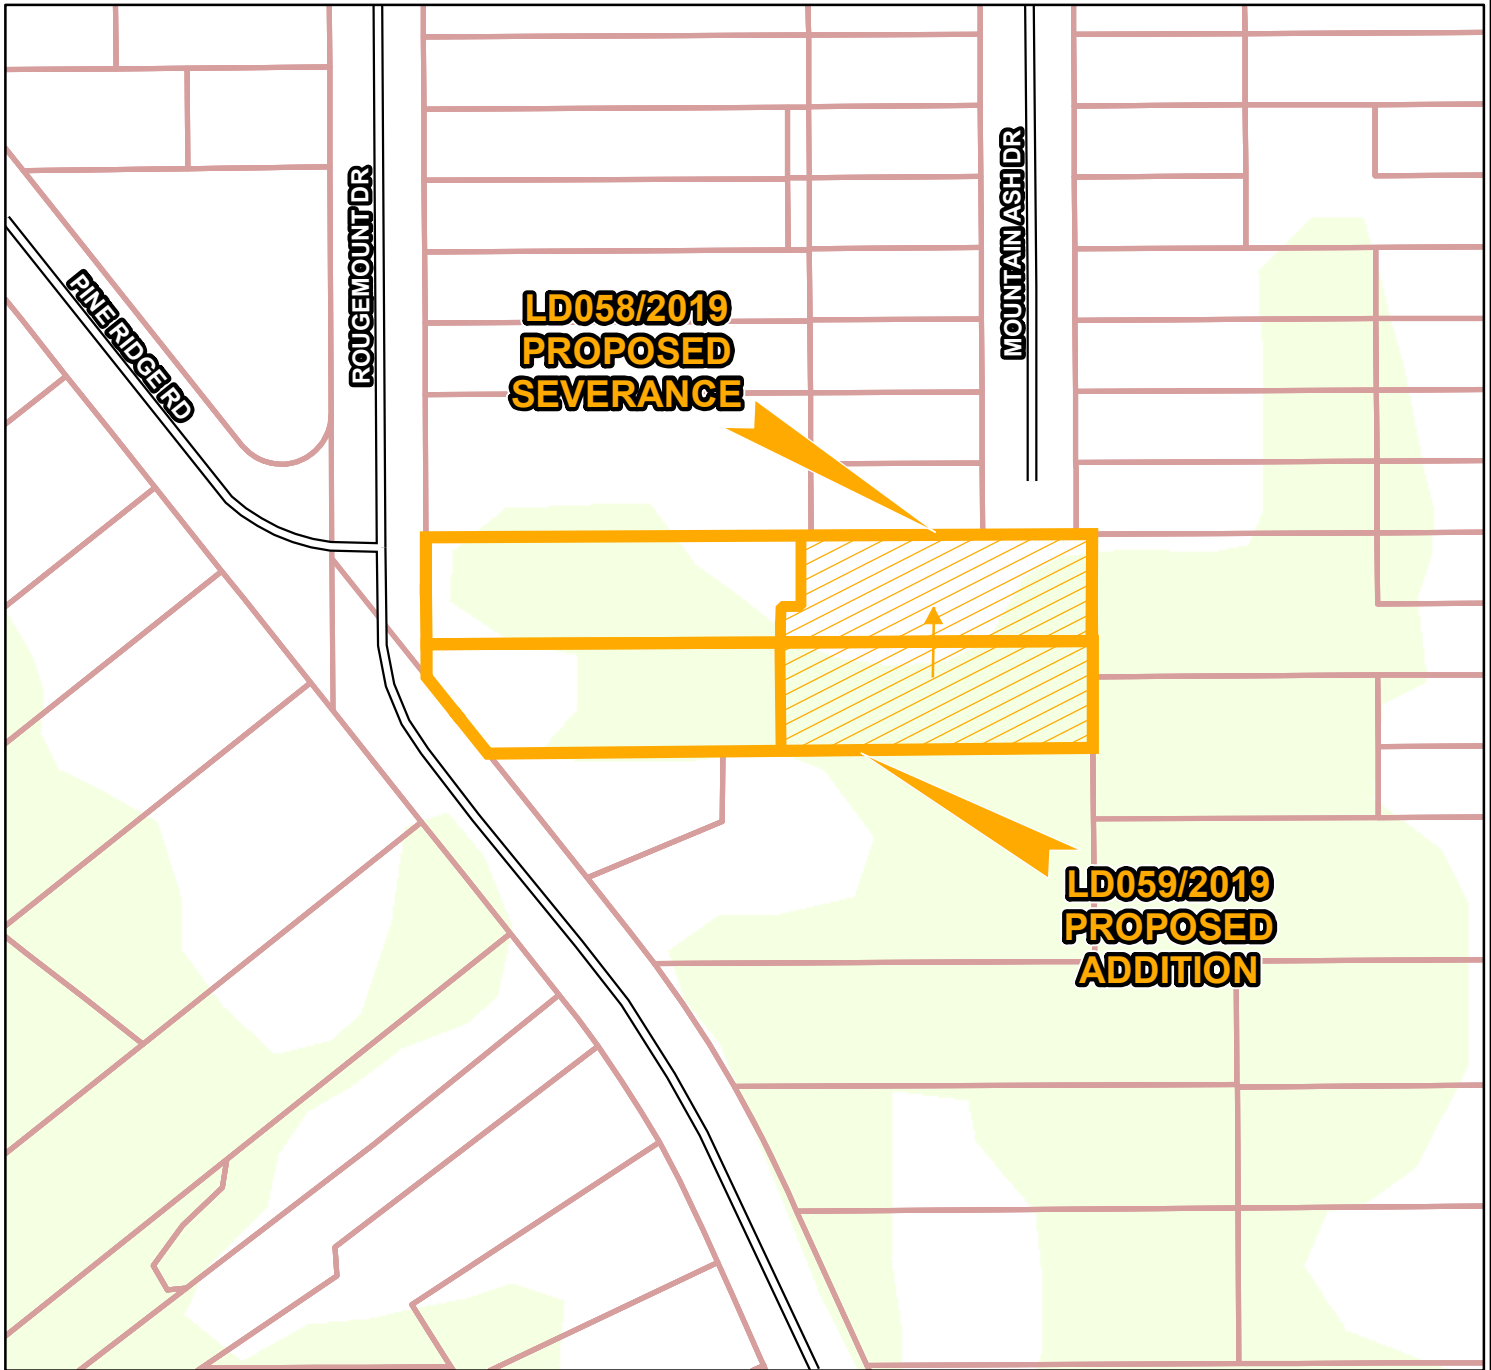 MOUNTAIN ASH DR
ROUGEMOUNT DR
PINE RIDGE RD
LD058/2019
PROPOSED
SEVERANCE
LD059/2019
PROPOSED
ADDITION